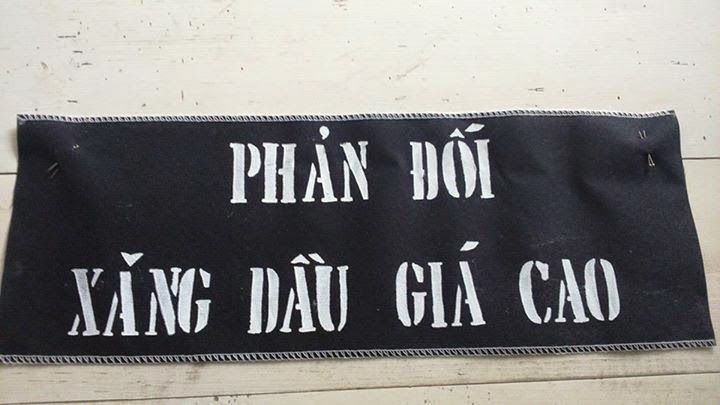 PHẢN ĐỐI
XĂNG DẦU GIÁ CAO